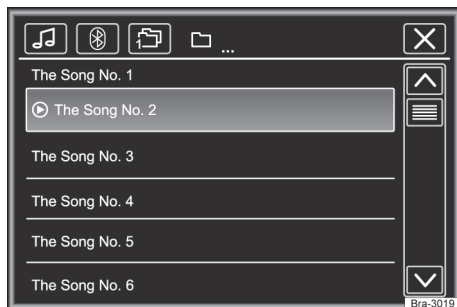 1
...
The Song No. 1
The Song No. 2
The Song No. 3
The Song No. 4
The Song No. 5
The Song No. 6
Bra-3019